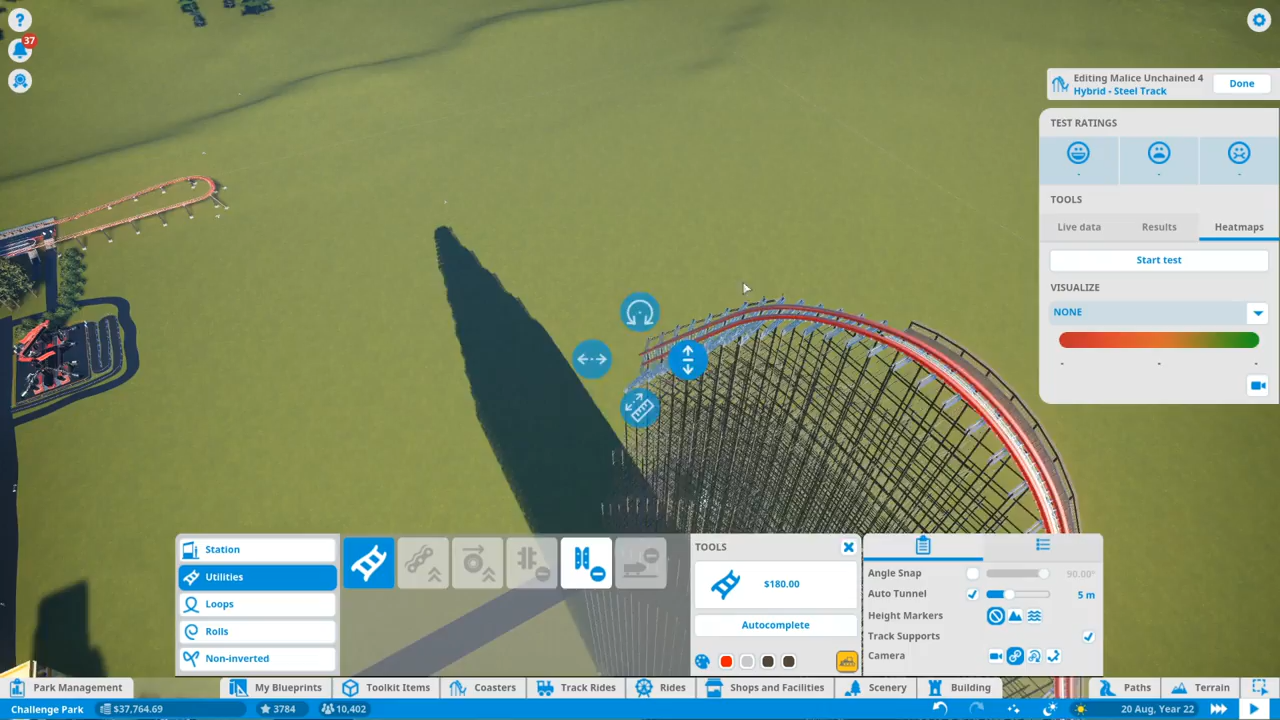 ?
37
Editing Malice Unchained 4
Hybrid - Steel Track
Done
TEST RATINGS
- - -
TOOLS
Live data Results Heatmaps
Start test
VISUALIZE
NONE
- - -
Station
Utilities
Loops
Rolls
Non-inverted
TOOLS
$180.00
Autocomplete
Angle Snap 90.00°
Auto Tunnel 5 m
Height Markers
Track Supports
Camera
Park Management My Blueprints Toolkit Items Coasters Track Rides Rides Shops and Facilities Scenery Building Paths Terrain
Challenge Park $37,764.69 3784 10,402 20 Aug, Year 22